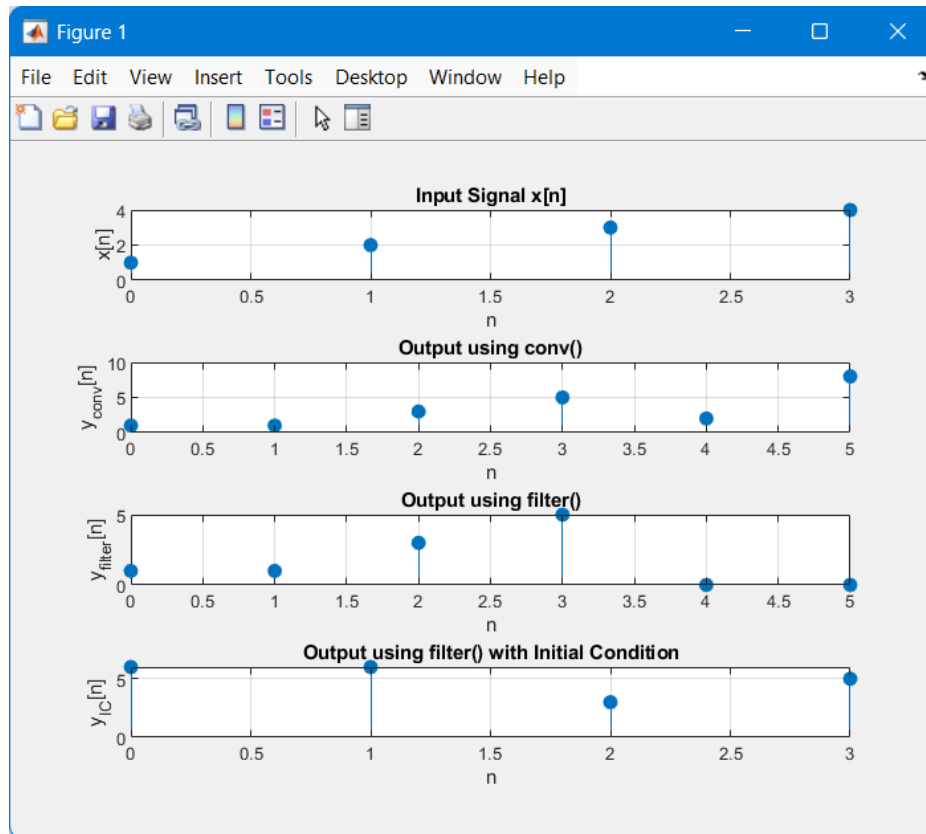 Figure 1
File Edit View Insert Tools Desktop Window Help
Input Signal x[n]
4
2
0
x[n]
0 0.5 1 1.5 2 2.5 3
n
Output using conv()
10
5
0
y_conv[n]
0 0.5 1 1.5 2 2.5 3 3.5 4 4.5 5
n
Output using filter()
5
0
y_filter[n]
0 0.5 1 1.5 2 2.5 3 3.5 4 4.5 5
n
Output using filter() with Initial Condition
5
0
y_IC[n]
0 0.5 1 1.5 2 2.5 3
n